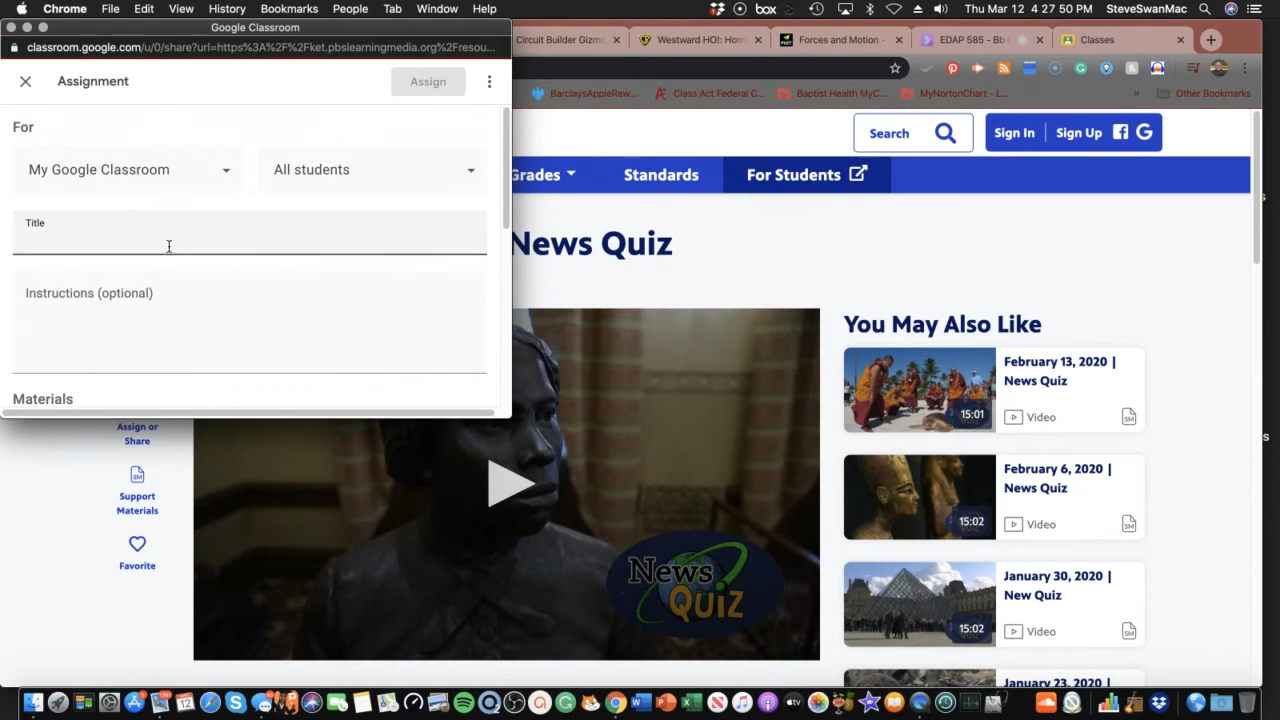 Chrome File Edit View History Bookmarks People Tab Window Help
box
Thu Mar 12 4 27 50 PM SteveSwanMac
Google Classroom
classroom.google.com/u/0/share?url=https%3A%2F%2Fket.pbslearningmedia.org%2Fresou...
Circuit Builder Gizmo
Westward HO!: Hom
Forces and Motion -
EDAP 585 - Bb C
Classes
Assignment
Assign
BarclaysAppleRew...
Class Act Federal C...
Baptist Health MyC...
MyNortonChart - L...
»
Other Bookmarks
For
My Google Classroom
All students
Title
Instructions (optional)
Materials
Search
Sign In
Sign Up
Grades
Standards
For Students
News Quiz
Assign or
Share
Support
Materials
Favorite
News
QUIZ
You May Also Like
February 13, 2020 |
News Quiz
15:01
Video
SM
February 6, 2020 |
News Quiz
15:02
Video
SM
January 30, 2020 |
New Quiz
15:02
Video
SM
January 23, 2020 |